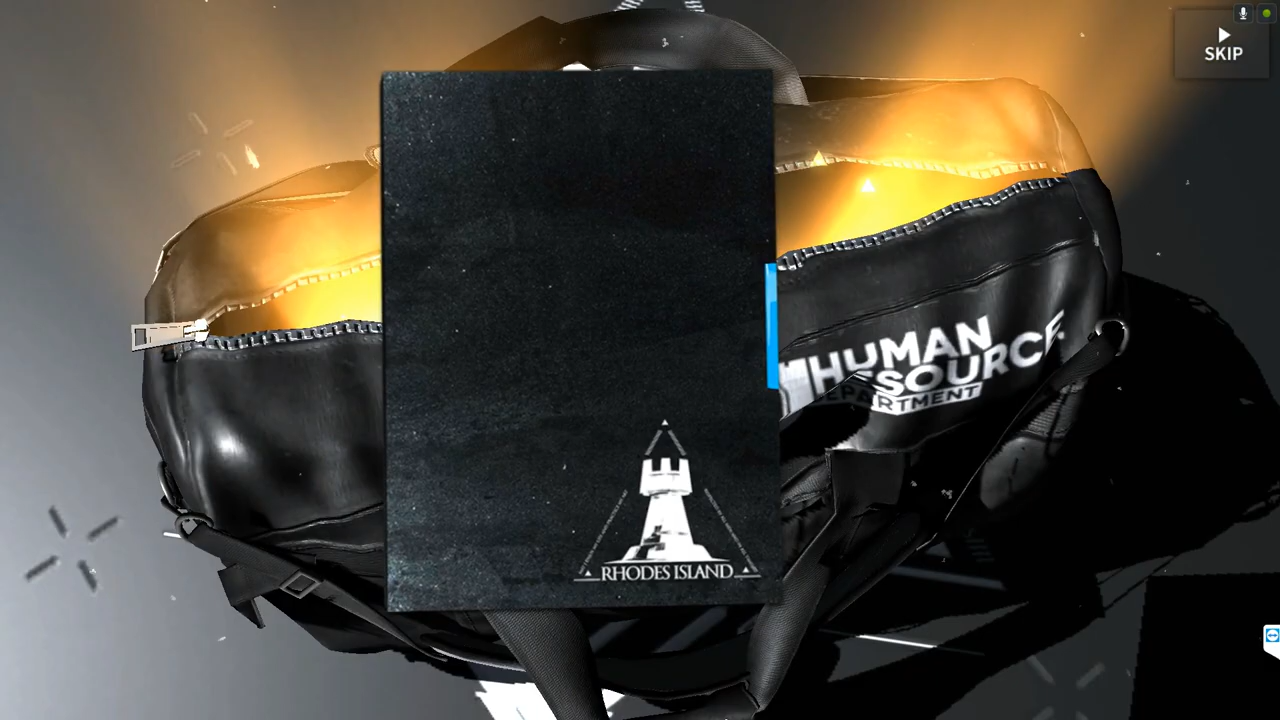 SKIP
HUMAN
RESOURCE
DEPARTMENT
RHODES ISLAND